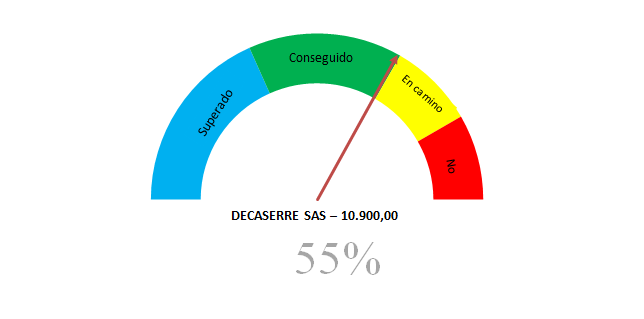 Conseguido
En camino
Superado
No
DECASERRE SAS – 10.900,00
55%